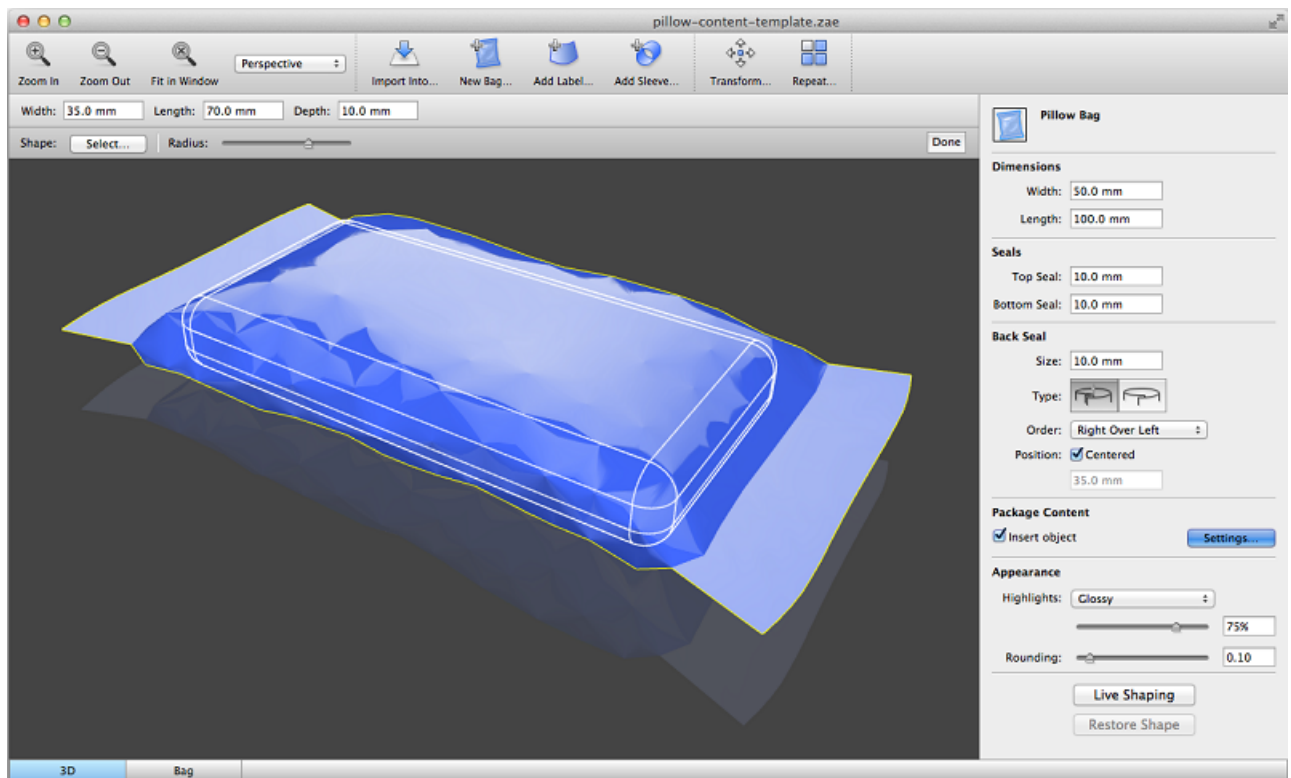 pillow-content-template.zae
Zoom In Zoom Out Fit in Window Perspective Import Into... New Bag... Add Label... Add Sleeve... Transform... Repeat...
Width: 35.0 mm Length: 70.0 mm Depth: 10.0 mm
Shape: Select... Radius: Done
Pillow Bag
Dimensions
Width: 50.0 mm
Length: 100.0 mm
Seals
Top Seal: 10.0 mm
Bottom Seal: 10.0 mm
Back Seal
Size: 10.0 mm
Type:
Order: Right Over Left
Position: Centered
35.0 mm
Package Content
Insert object Settings...
Appearance
Highlights: Glossy
75%
Rounding: 0.10
Live Shaping
Restore Shape
3D Bag